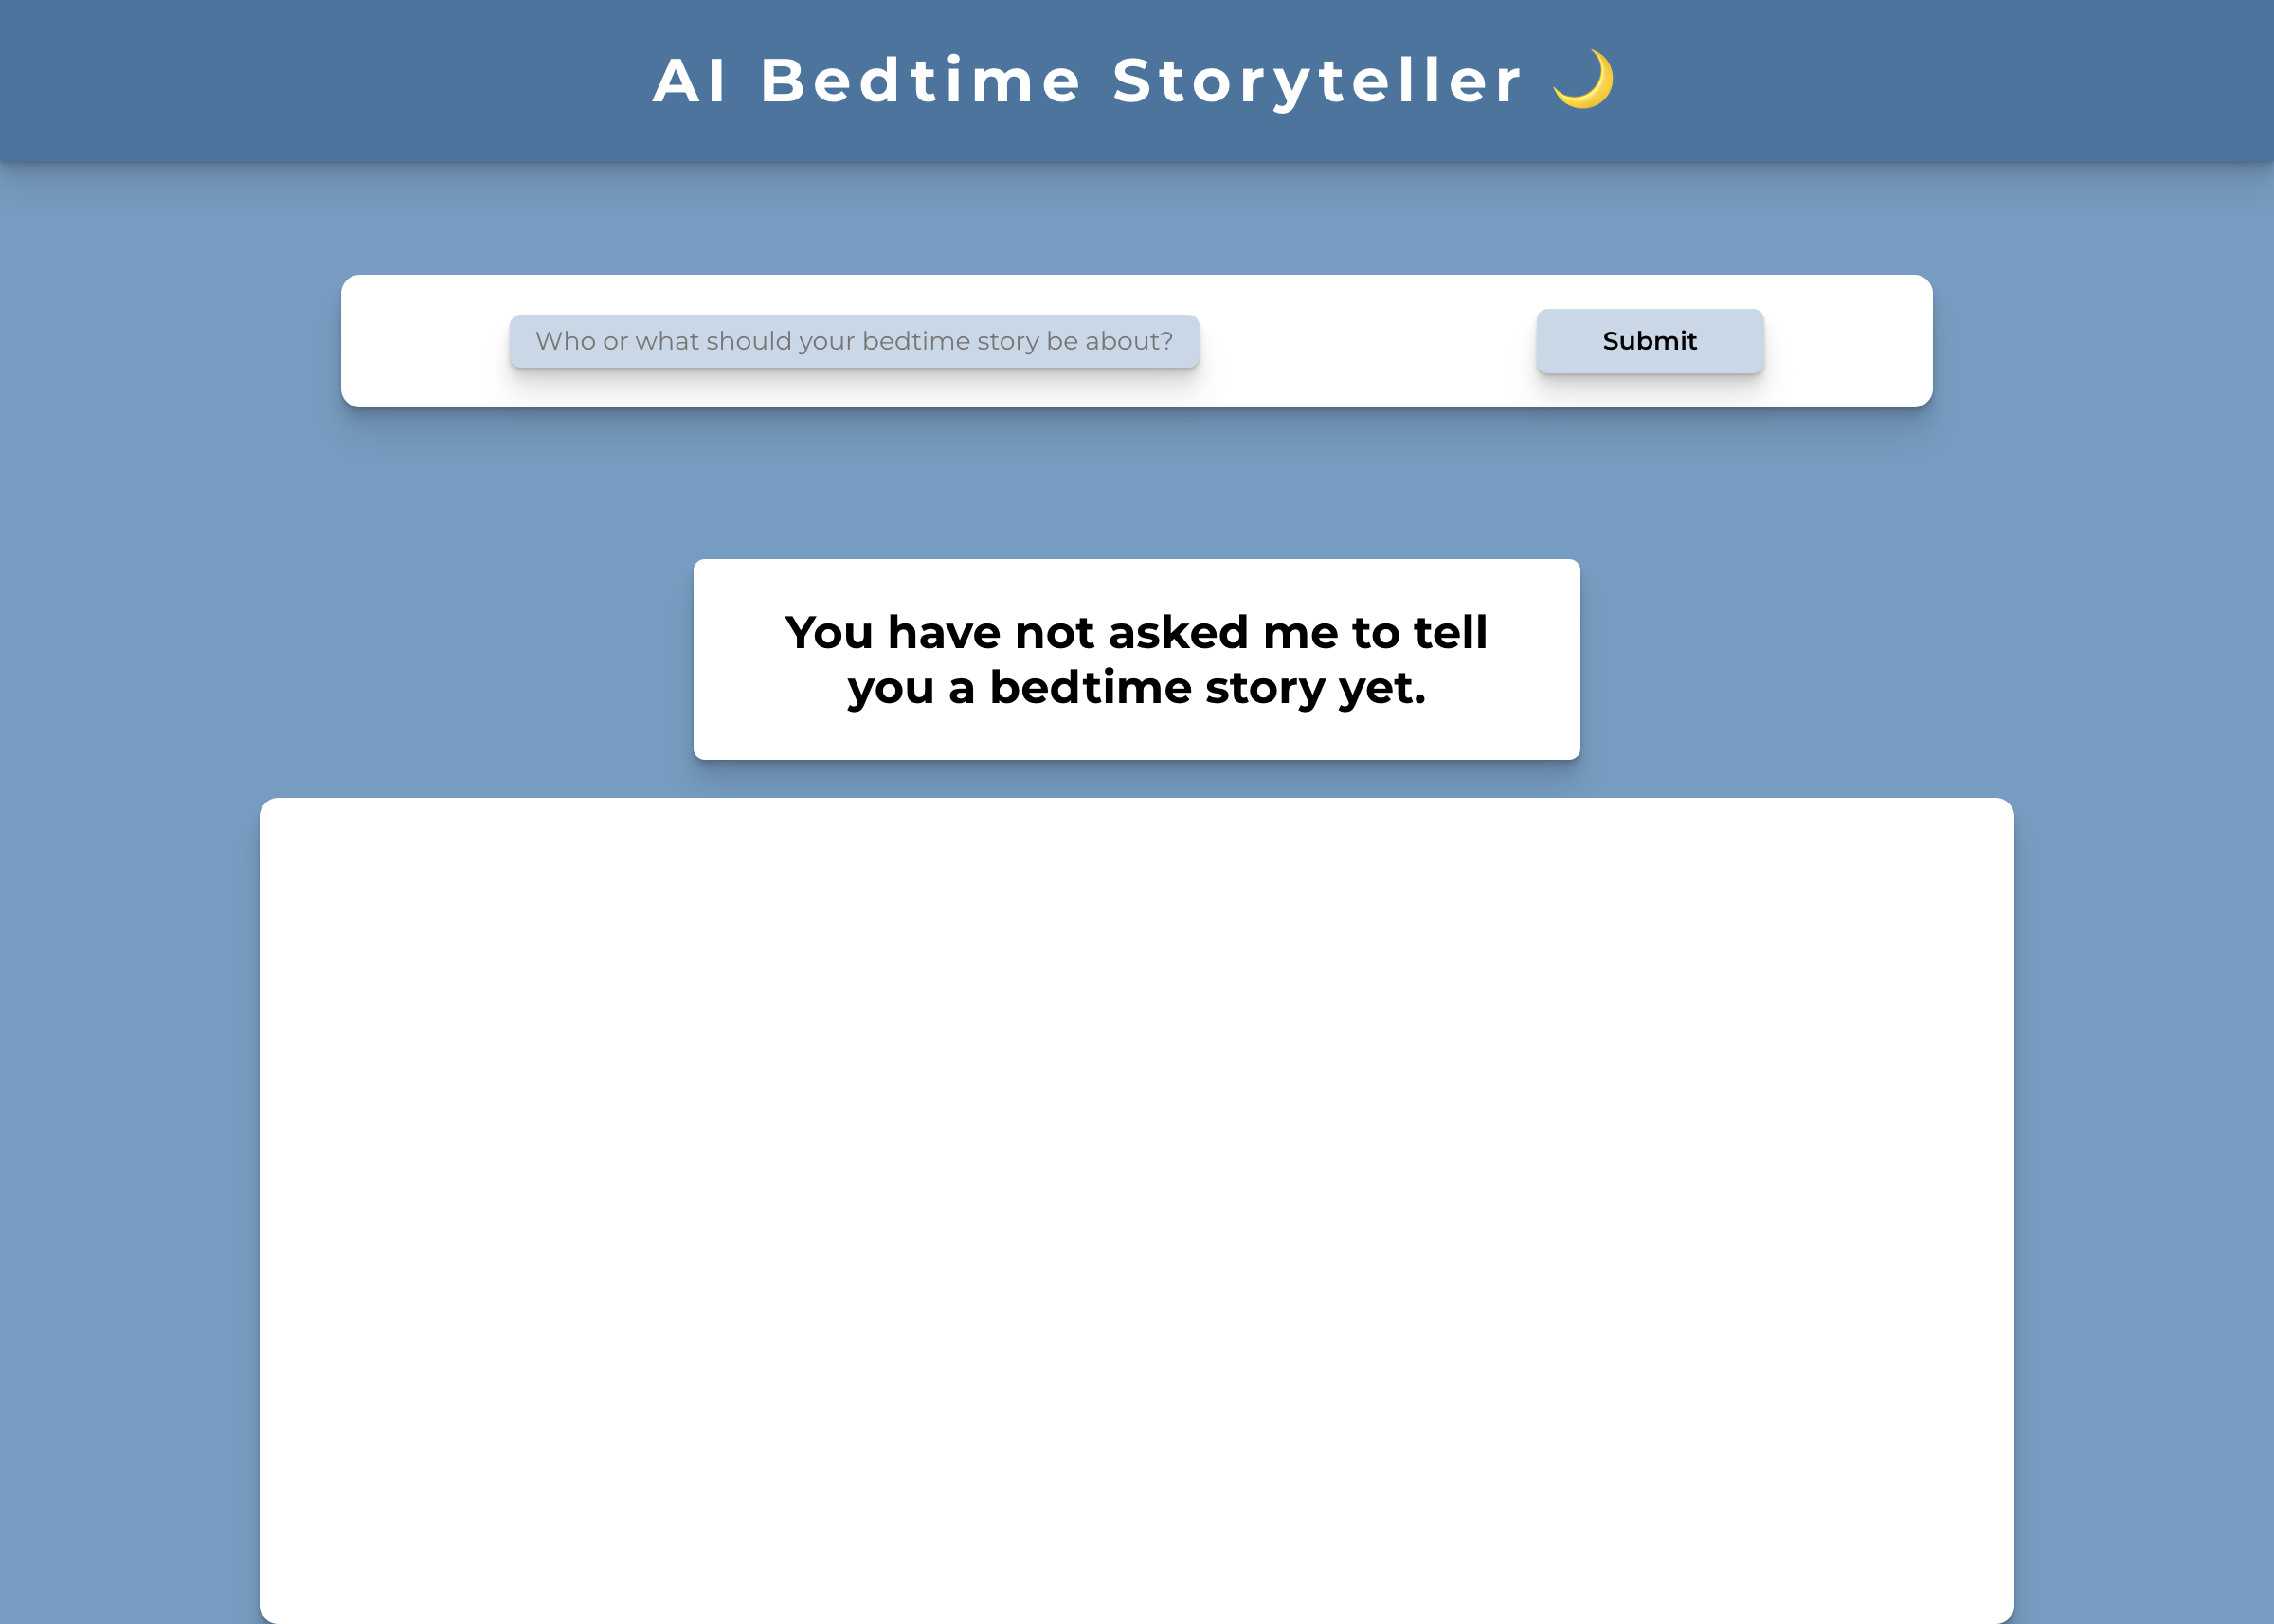 AI Bedtime Storyteller 🌙
Who or what should your bedtime story be about?
Submit
You have not asked me to tell
you a bedtime story yet.